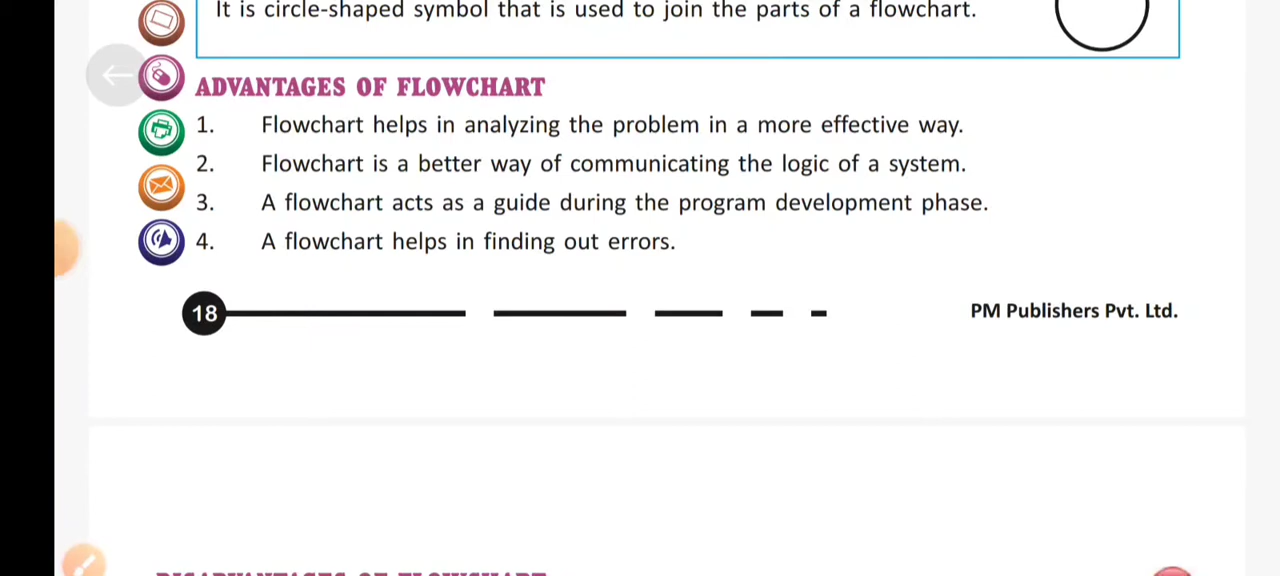 It is circle-shaped symbol that is used to join the parts of a flowchart.
ADVANTAGES OF FLOWCHART
1. Flowchart helps in analyzing the problem in a more effective way.
2. Flowchart is a better way of communicating the logic of a system.
3. A flowchart acts as a guide during the program development phase.
4. A flowchart helps in finding out errors.
18 PM Publishers Pvt. Ltd.
DISADVANTAGES OF FLOWCHART